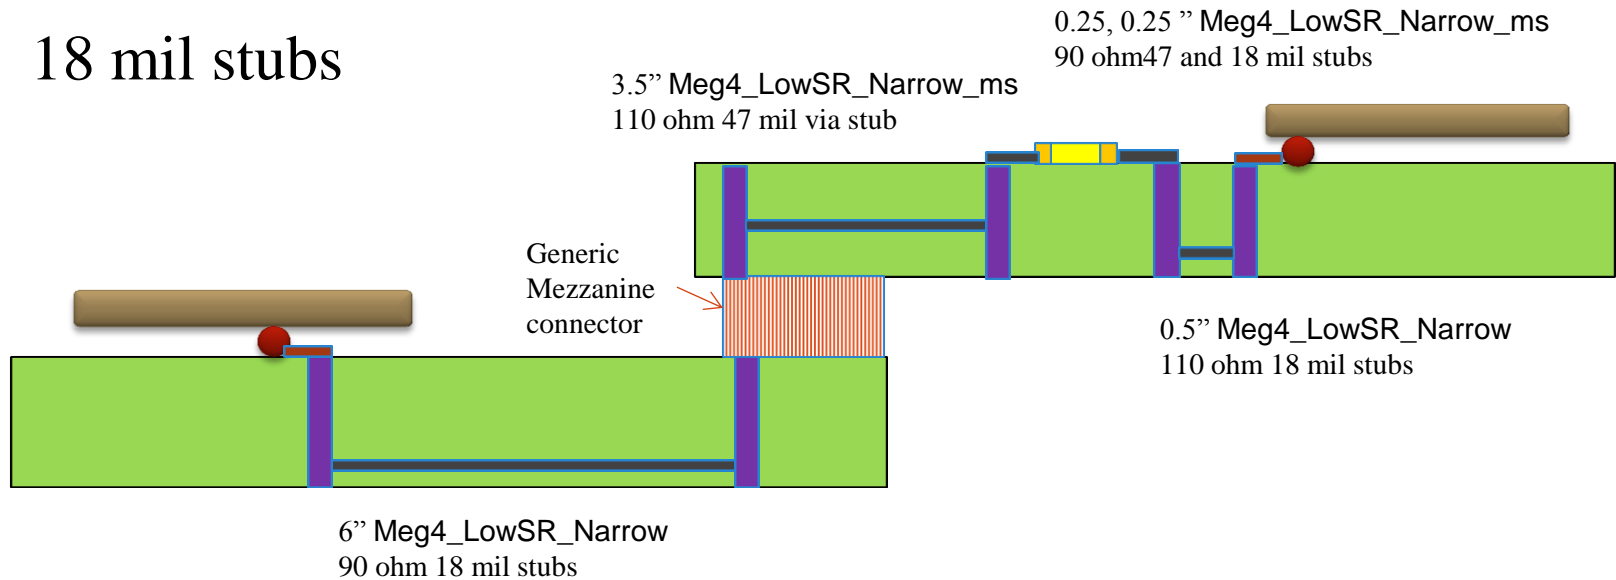 18 mil stubs
0.25, 0.25 ” Meg4_LowSR_Narrow_ms
90 ohm47 and 18 mil stubs
3.5” Meg4_LowSR_Narrow_ms
110 ohm 47 mil via stub
Generic
Mezzanine
connector
0.5” Meg4_LowSR_Narrow
110 ohm 18 mil stubs
6” Meg4_LowSR_Narrow
90 ohm 18 mil stubs